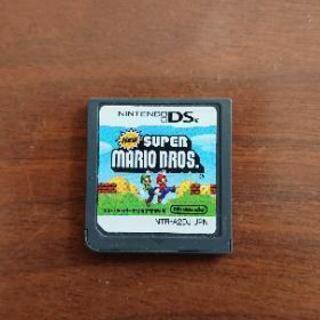 NINTENDO DS
New SUPER
MARIO BROS.
Nintendo
NTR-A2DJ-JPN